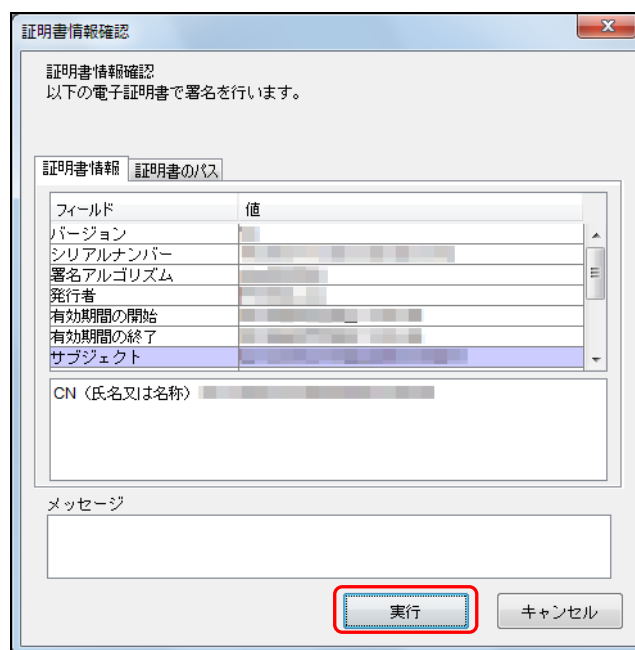 証明書情報確認
証明書情報確認
以下の電子証明書で署名を行います。
証明書情報 証明書のパス
フィールド 値
バージョン
シリアルナンバー
署名アルゴリズム
発行者
有効期間の開始
有効期間の終了
サブジェクト
CN（氏名又は名称）
メッセージ
実行 キャンセル